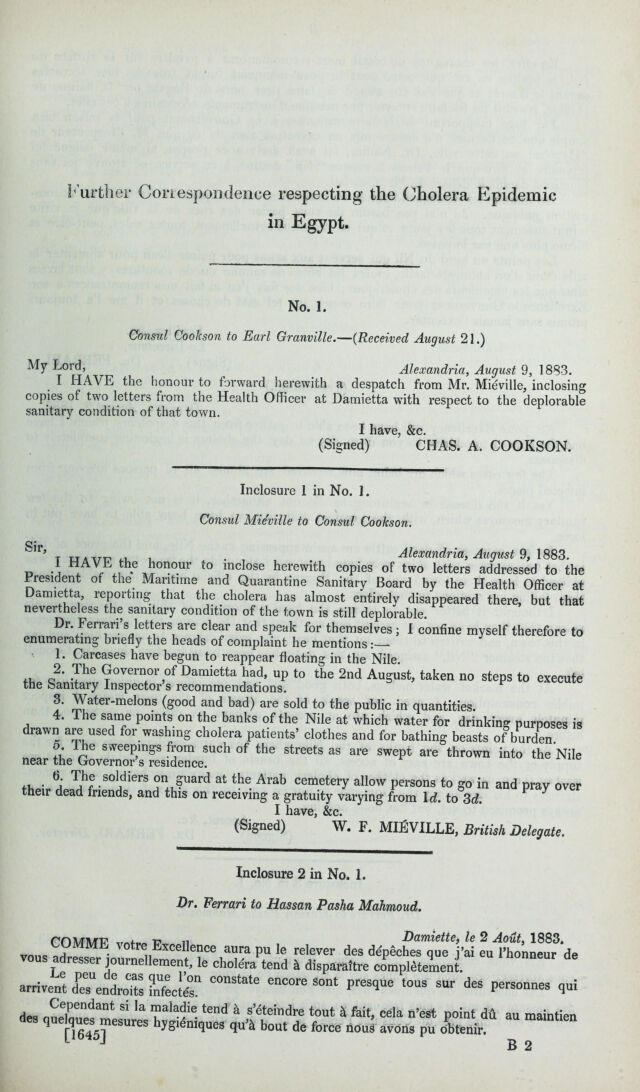 Further Correspondence respecting the Cholera Epidemic
in Egypt.
No. 1.
Consul Cookson to Earl Granville.—(Received August 21.)
My Lord,
Alexandria, August 9, 1883.
I HAVE the honour to forward herewith a despatch from Mr. Miéville, inclosing
copies of two letters from the Health Officer at Damietta with respect to the deplorable
sanitary condition of that town.
I have, &c.
(Signed) CHAS. A. COOKSON.
Inclosure 1 in No. 1.
Consul Miéville to Consul Cookson.
Sir,
Alexandria, August 9, 1883.
I HAVE the honour to inclose herewith copies of two letters addressed to the
President of the Maritime and Quarantine Sanitary Board by the Health Officer at
Damietta, reporting that the cholera has almost entirely disappeared there, but that
nevertheless the sanitary condition of the town is still deplorable.
Dr. Ferrari's letters are clear and speak for themselves; I confine myself therefore to
enumerating briefly the heads of complaint he mentions:—
1. Carcases have begun to reappear floating in the Nile.
2. The Governor of Damietta had, up to the 2nd August, taken no steps to execute
the Sanitary Inspector's recommendations.
3. Water-melons (good and bad) are sold to the public in quantities.
4. The same points on the banks of the Nile at which water for drinking purposes is
drawn are used for washing cholera patients' clothes and for bathing beasts of burden.
5. The sweepings from such of the streets as are swept are thrown into the Nile
near the Governor's residence.
6. The soldiers on guard at the Arab cemetery allow persons to go in and pray over
their dead friends, and this on receiving a gratuity varying from 1d. to 3d.
I have, &c.
(Signed) W. F. MIÉVILLE, British Delegate.
Inclosure 2 in No. 1.
Dr. Ferrari to Hassan Pasha Mahmoud.
Damiette, le 2 Août, 1883.
COMME votre Excellence aura pu le relever des dépêches que j'ai eu l'honneur de
vous adresser journellement, le choléra tend à disparaître complètement.
Le peu de cas que l'on constate encore sont presque tous sur des personnes qui
arrivent des endroits infectés.
Cependant si la maladie tend à s'éteindre tout à fait, cela n'est point dû au maintien
des quelques mesures hygiéniques qu'à bout de force nous avons pu obtenir.
[1645]
B 2